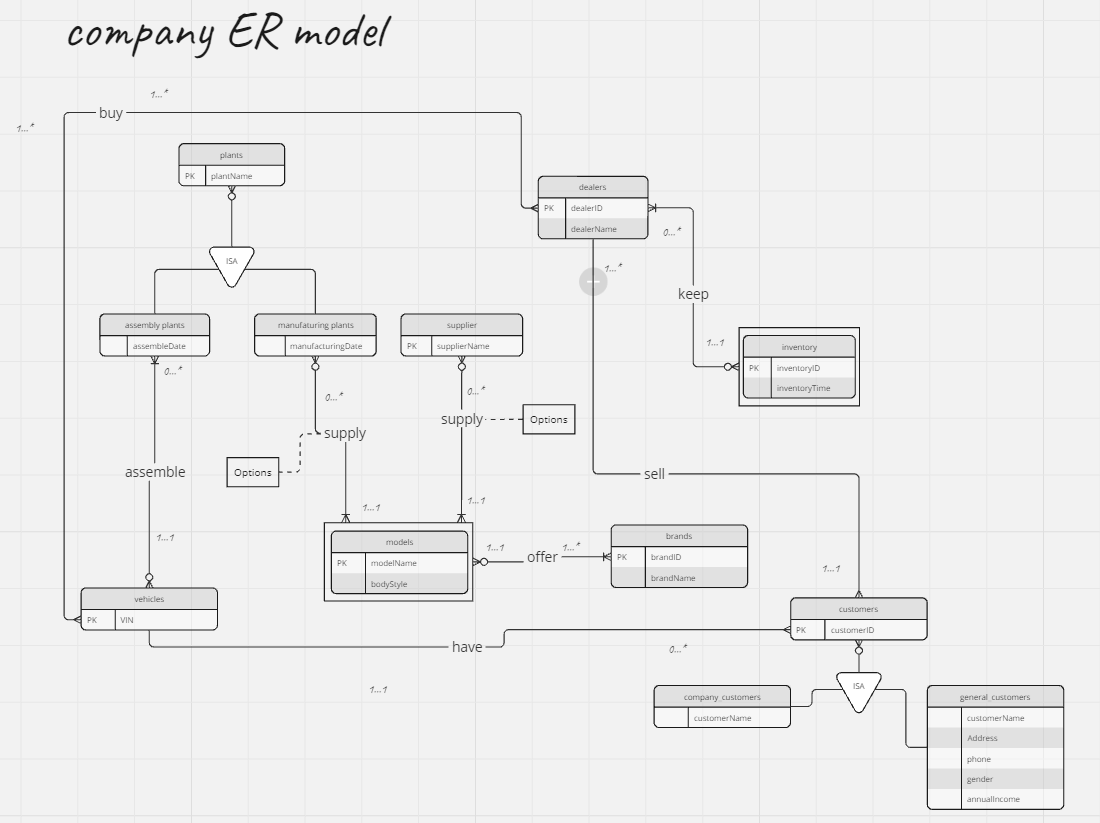 company ER model
1...*
buy
1...*
plants
PK plantName
dealers
PK dealerID
dealerName
0...*
ISA
1...*
keep
assembly plants
assembleDate
manufaturing plants
manufacturingDate
supplier
PK supplierName
1...1
inventory
PK inventoryID
inventoryTime
0...*
0...*
0...*
supply
Options
supply
Options
assemble
sell
1...1
1...1
1...1
models
PK modelName
bodyStyle
1...1
offer
1...*
brands
PK brandID
brandName
1...1
vehicles
PK VIN
customers
PK customerID
have
0...*
1...1
ISA
company_customers
customerName
general_customers
customerName
Address
phone
gender
annualIncome